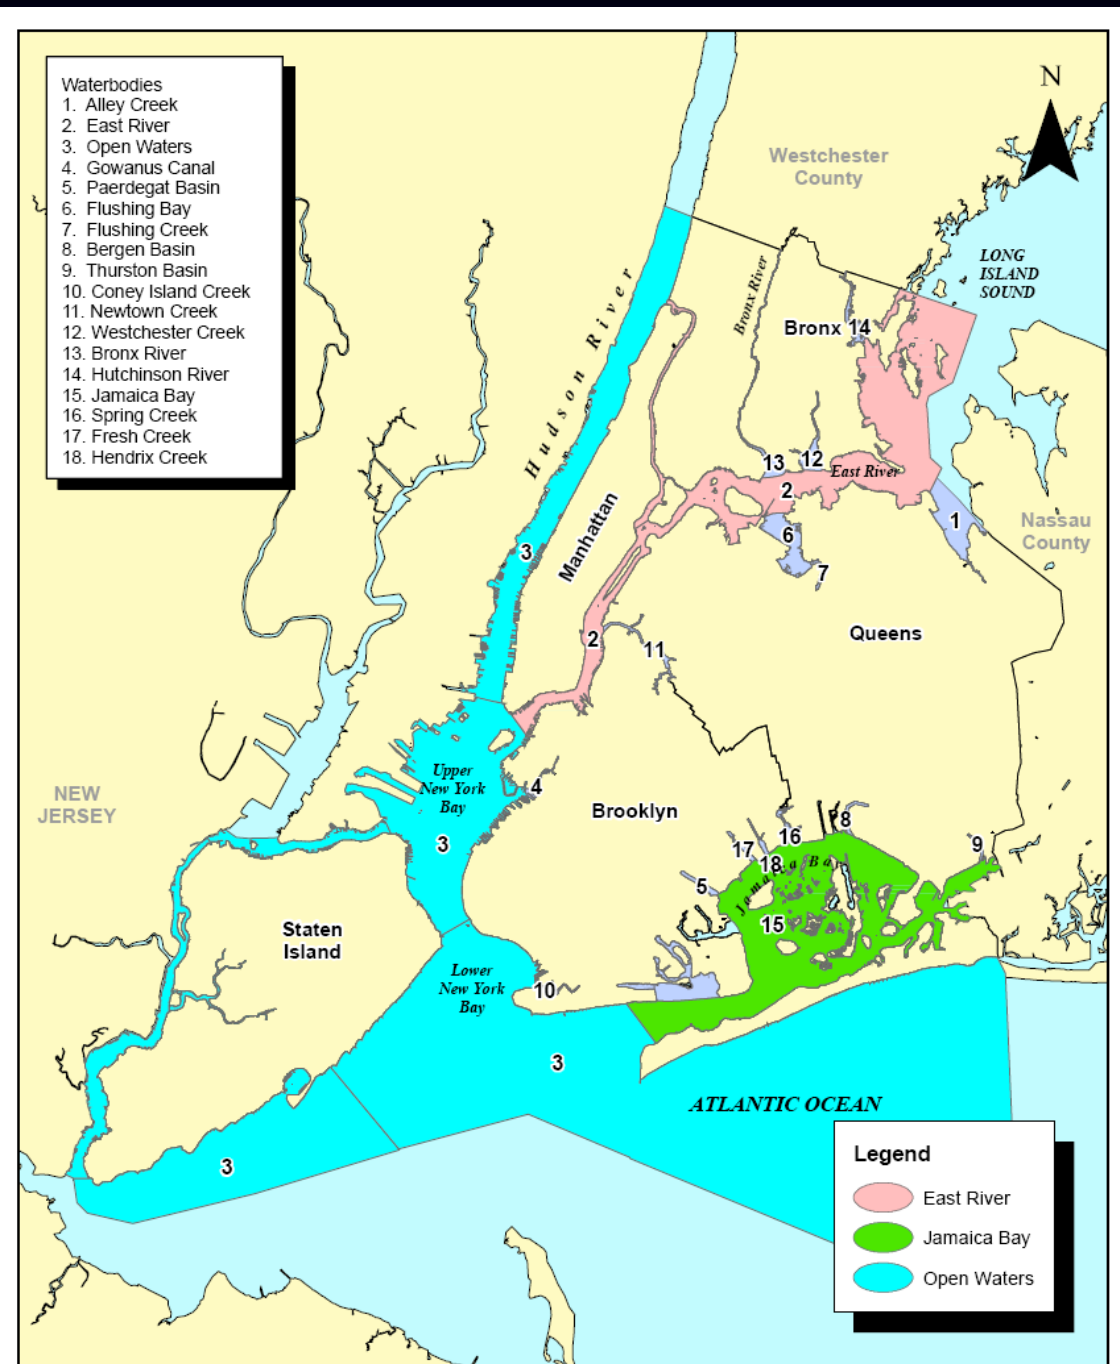 Waterbodies
1. Alley Creek
2. East River
3. Open Waters
4. Gowanus Canal
5. Paerdegat Basin
6. Flushing Bay
7. Flushing Creek
8. Bergen Basin
9. Thurston Basin
10. Coney Island Creek
11. Newtown Creek
12. Westchester Creek
13. Bronx River
14. Hutchinson River
15. Jamaica Bay
16. Spring Creek
17. Fresh Creek
18. Hendrix Creek
N
Westchester
County
LONG
ISLAND
SOUND
Hudson River
Bronx River
Bronx 14
13
12
East River
2
1
Nassau
County
3
Manhattan
6
7
2
11
Queens
Upper
New York
Bay
4
NEW
JERSEY
Brooklyn
3
8
16
17
18
9
Jamaica Bay
5
15
Staten
Island
Lower
New York
Bay
10
3
ATLANTIC OCEAN
3
Legend
East River
Jamaica Bay
Open Waters